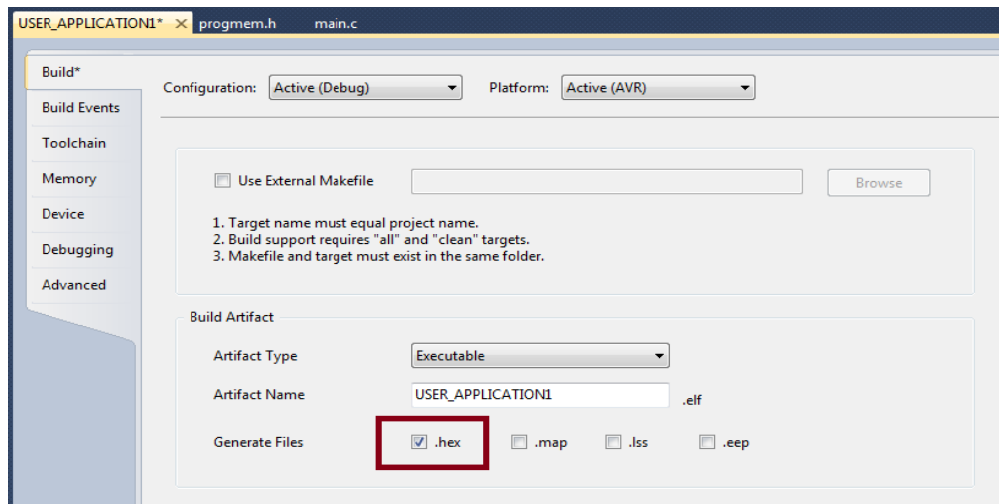 USER_APPLICATION1* progmem.h main.c
Build*
Build Events
Toolchain
Memory
Device
Debugging
Advanced
Configuration: Active (Debug) Platform: Active (AVR)
Use External Makefile Browse
1. Target name must equal project name.
2. Build support requires "all" and "clean" targets.
3. Makefile and target must exist in the same folder.
Build Artifact
Artifact Type Executable
Artifact Name USER_APPLICATION1 .elf
Generate Files .hex .map .lss .eep